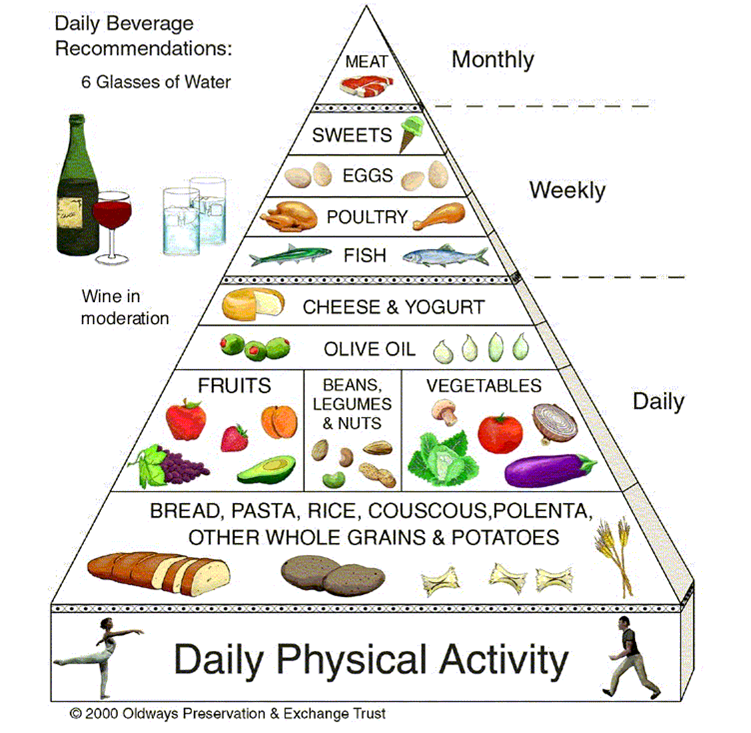 Daily Beverage
Recommendations:
6 Glasses of Water
Wine in
moderation
MEAT
Monthly
SWEETS
EGGS
Weekly
POULTRY
FISH
CHEESE & YOGURT
OLIVE OIL
Daily
FRUITS
BEANS,
LEGUMES
& NUTS
VEGETABLES
BREAD, PASTA, RICE, COUSCOUS,POLENTA,
OTHER WHOLE GRAINS & POTATOES
Daily Physical Activity
© 2000 Oldways Preservation & Exchange Trust